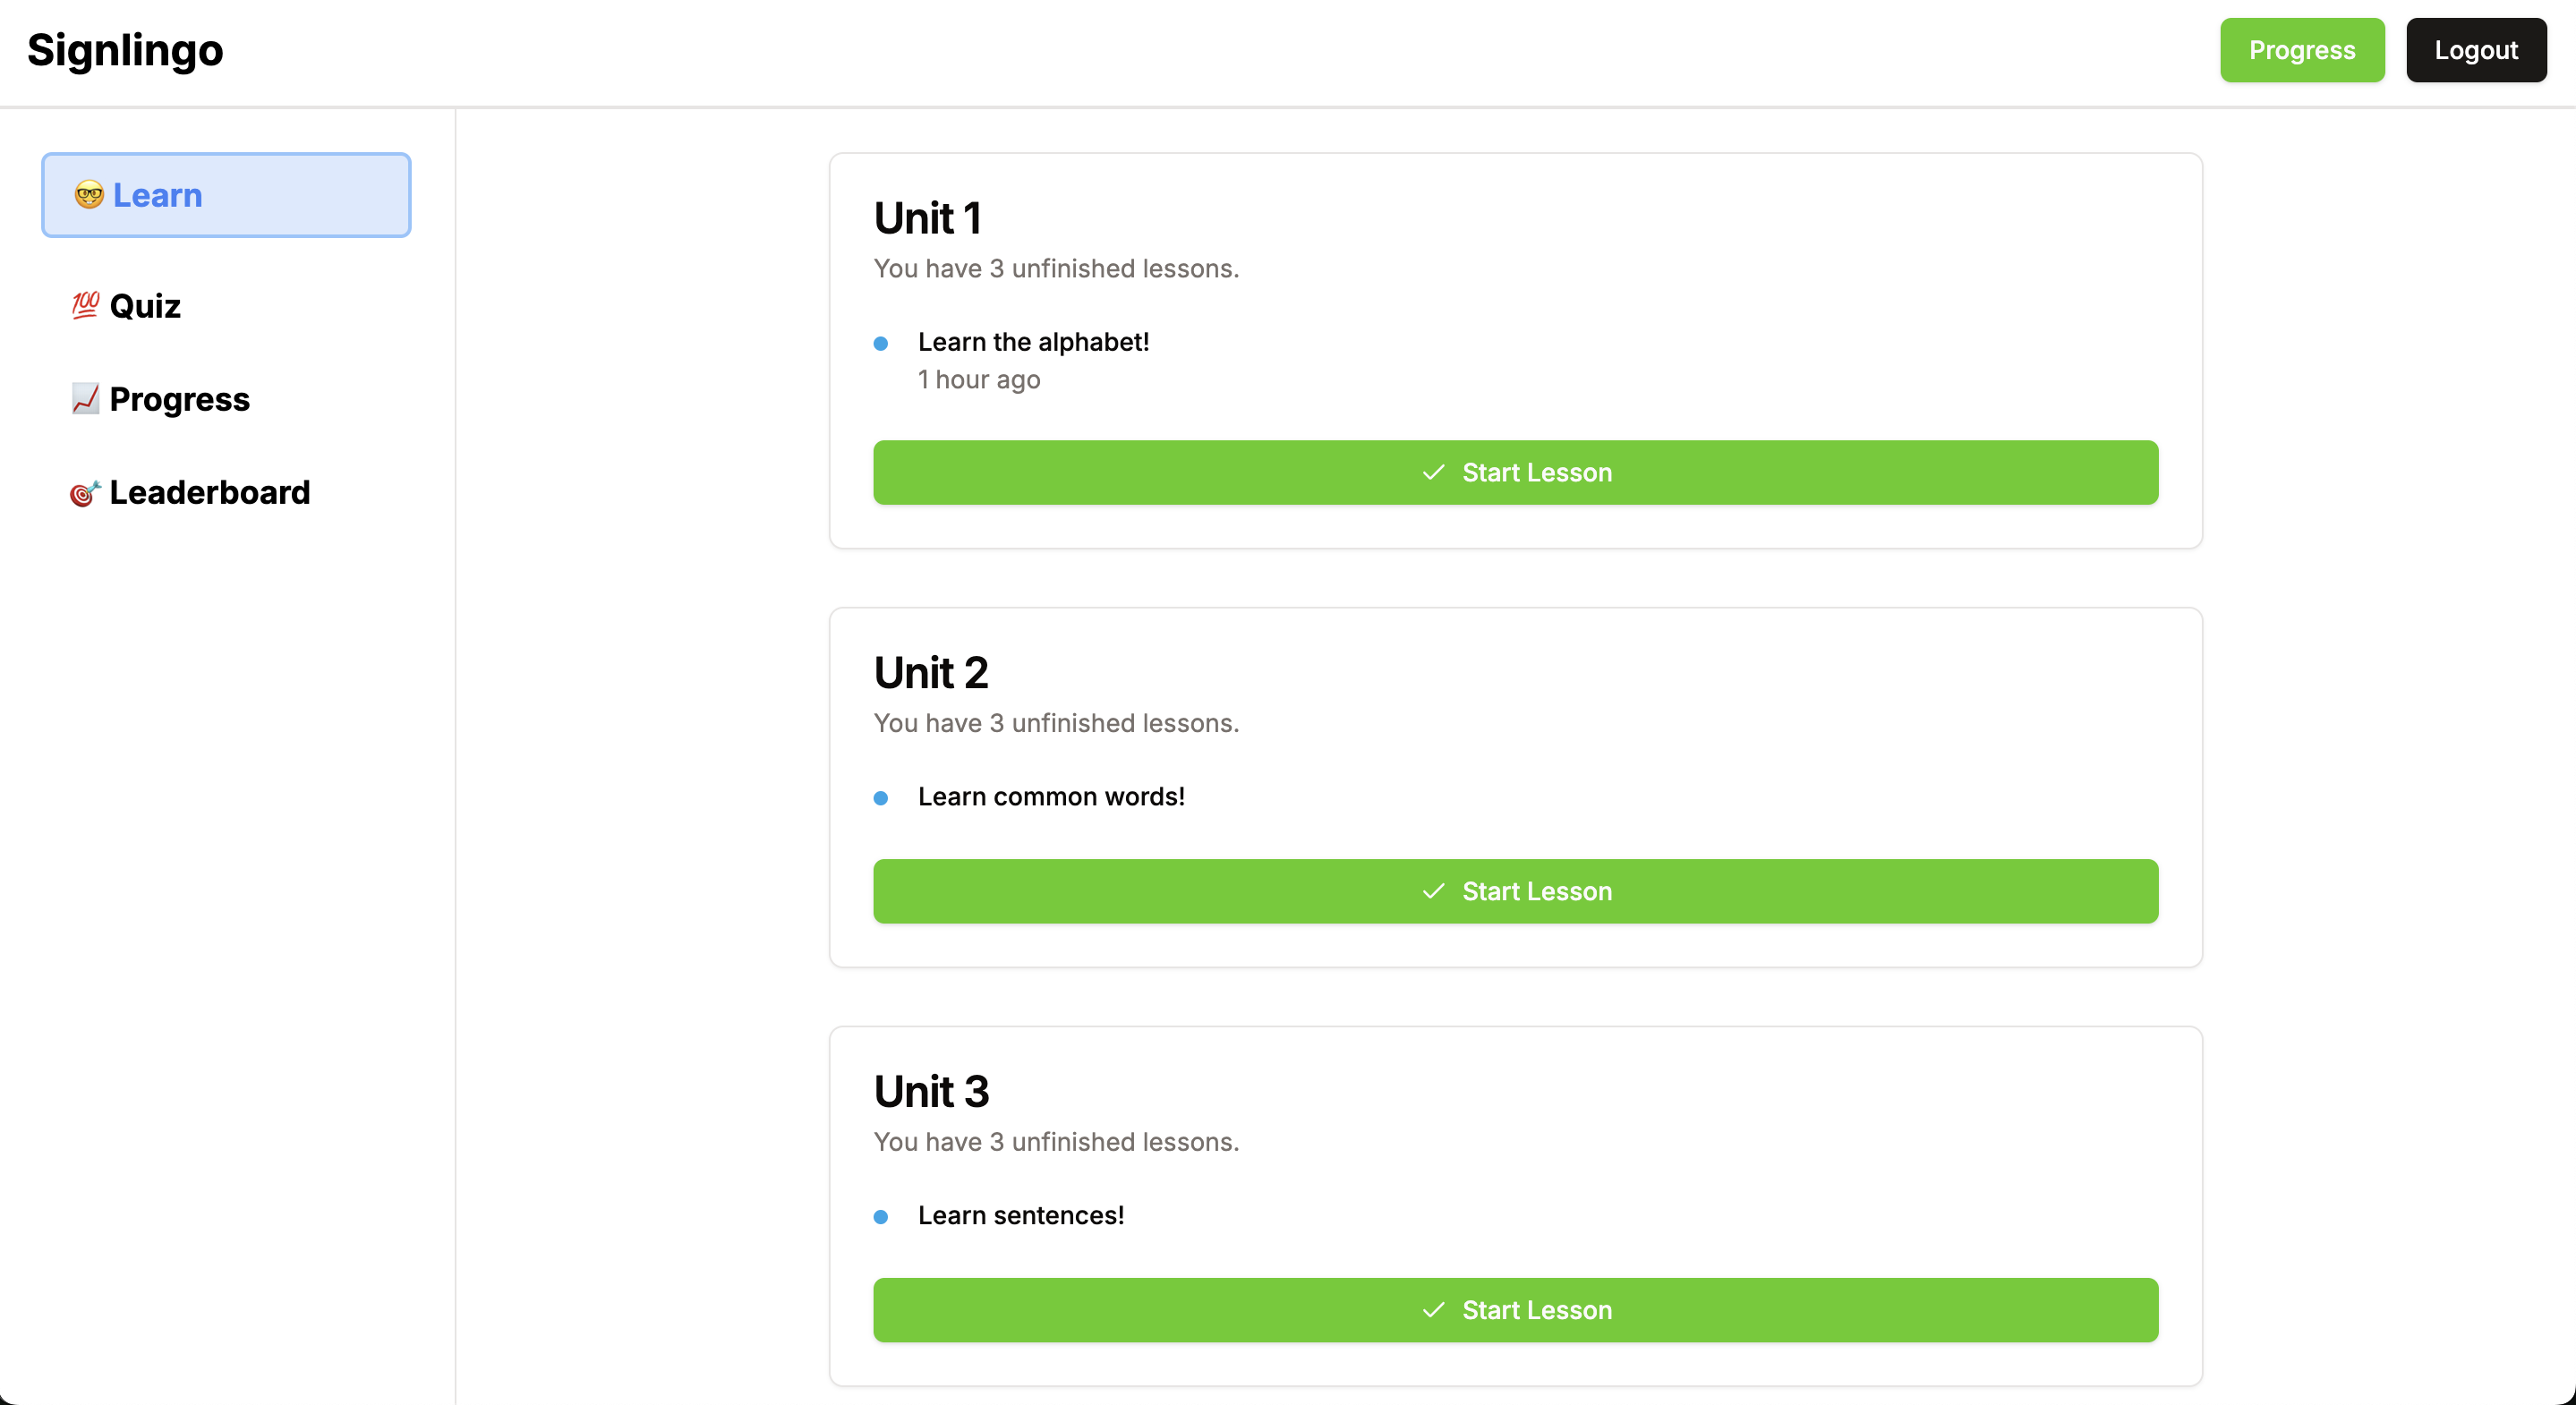 Signlingo
Progress
Logout
🤓 Learn
💯 Quiz
📈 Progress
🎯 Leaderboard
Unit 1
You have 3 unfinished lessons.
Learn the alphabet!
1 hour ago
Start Lesson
Unit 2
You have 3 unfinished lessons.
Learn common words!
Start Lesson
Unit 3
You have 3 unfinished lessons.
Learn sentences!
Start Lesson